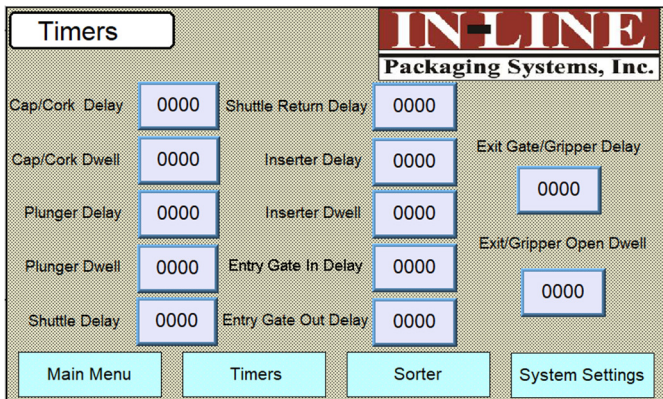 Timers
IN-LINE
Packaging Systems, Inc.
Cap/Cork Delay 0000 Shuttle Return Delay 0000
Cap/Cork Dwell 0000 Inserter Delay 0000 Exit Gate/Gripper Delay
0000
Plunger Delay 0000 Inserter Dwell 0000
Exit/Gripper Open Dwell
Plunger Dwell 0000 Entry Gate In Delay 0000
0000
Shuttle Delay 0000 Entry Gate Out Delay 0000
Main Menu Timers Sorter System Settings